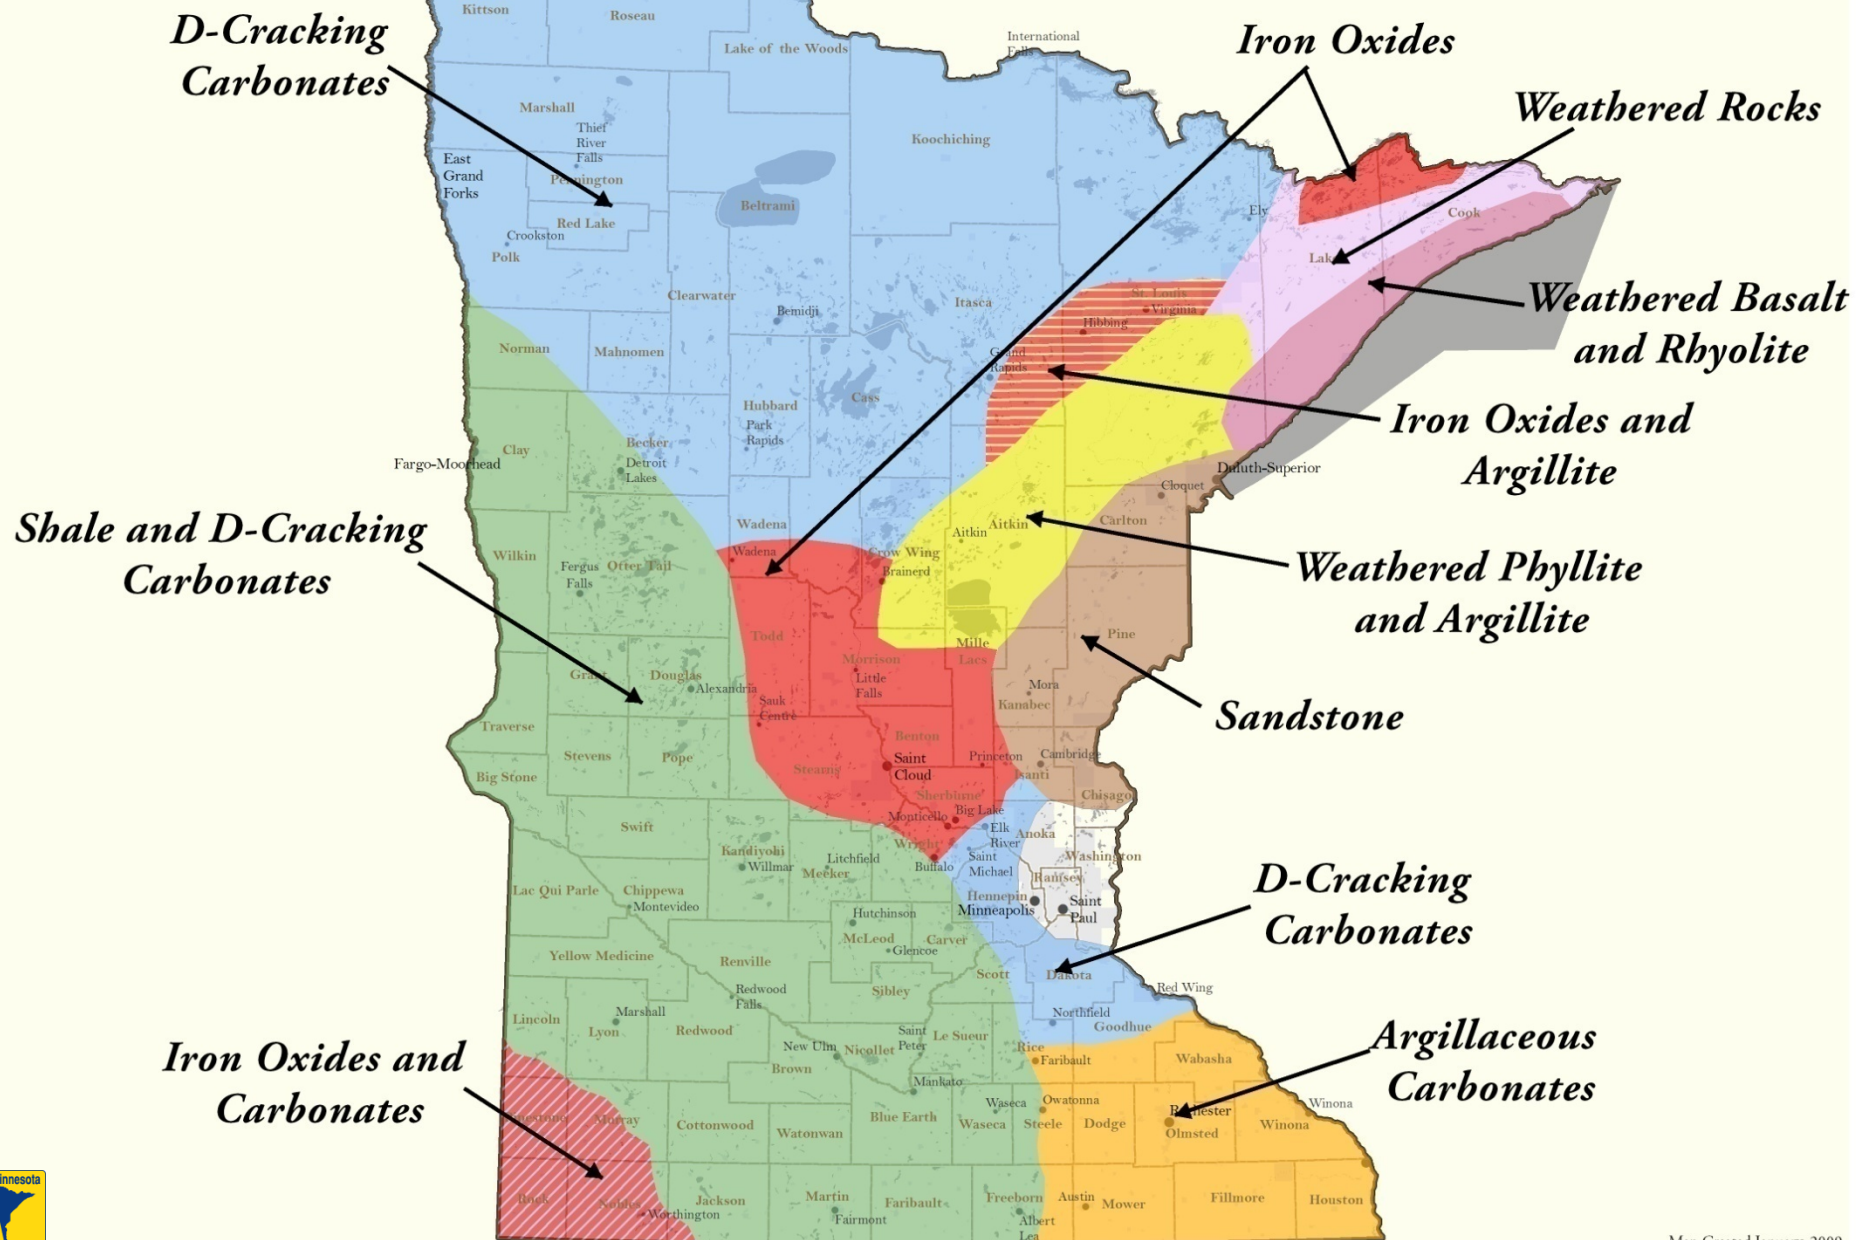 D-Cracking
Carbonates
Iron Oxides
Weathered Rocks
Weathered Basalt
and Rhyolite
Iron Oxides and
Argillite
Weathered Phyllite
and Argillite
Sandstone
D-Cracking
Carbonates
Argillaceous
Carbonates
Shale and D-Cracking
Carbonates
Iron Oxides and
Carbonates
Kittson
Roseau
Lake of the Woods
International
Falls
Marshall
Thief
River
Falls
Koochiching
East
Grand
Forks
Pennington
Beltrami
Red Lake
Crookston
Polk
Ely
Cook
Lake
Clearwater
Itasca
St. Louis
Virginia
Hibbing
Bemidji
Norman
Mahnomen
Grand
Rapids
Hubbard
Park
Rapids
Cass
Becker
Detroit
Lakes
Clay
Fargo-Moorhead
Duluth-Superior
Cloquet
Carlton
Wadena
Wadena
Aitkin
Aitkin
Crow Wing
Brainerd
Wilkin
Otter Tail
Fergus
Falls
Todd
Morrison
Little
Falls
Mille
Lacs
Pine
Mora
Kanabec
Grant
Douglas
Alexandria
Sauk
Centre
Traverse
Stevens
Pope
Big Stone
Benton
Saint
Cloud
Stearns
Princeton
Cambridge
Isanti
Chisago
Sherburne
Big Lake
Monticello
Elk
River
Anoka
Swift
Kandiyohi
Willmar
Litchfield
Meeker
Wright
Buffalo
Saint
Michael
Washington
Ramsey
Hennepin
Minneapolis
Saint
Paul
Lac Qui Parle
Chippewa
Montevideo
Hutchinson
McLeod
Glencoe
Carver
Yellow Medicine
Renville
Scott
Dakota
Redwood
Falls
Sibley
Red Wing
Northfield
Goodhue
Lincoln
Lyon
Marshall
Redwood
New Ulm
Nicollet
Saint
Peter
Le Sueur
Rice
Faribault
Wabasha
Brown
Mankato
Murray
Cottonwood
Watonwan
Blue Earth
Waseca
Waseca
Owatonna
Steele
Dodge
Rochester
Olmsted
Winona
Winona
Rock
Nobles
Worthington
Jackson
Martin
Fairmont
Faribault
Freeborn
Albert
Lea
Austin
Mower
Fillmore
Houston